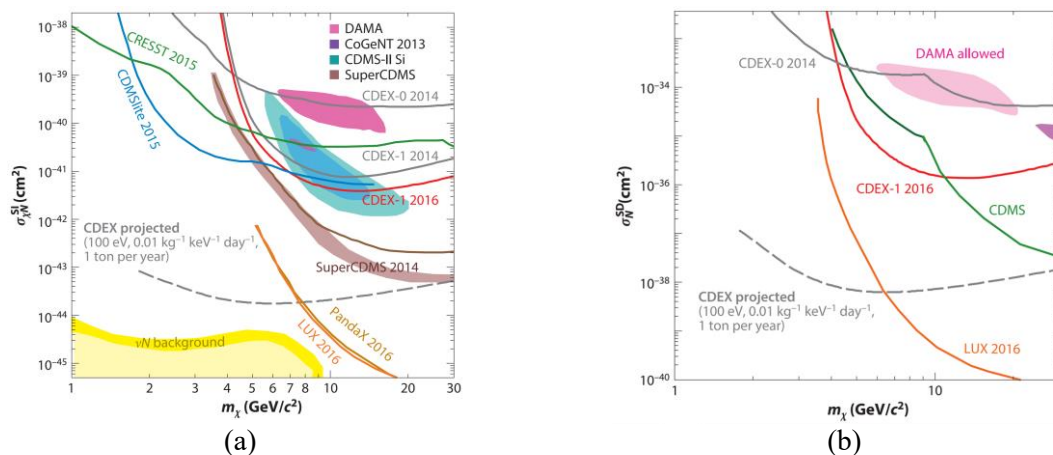 10⁻³⁸
10⁻³⁹
10⁻⁴⁰
10⁻⁴¹
10⁻⁴²
10⁻⁴³
10⁻⁴⁴
10⁻⁴⁵
σSIχN (cm²)
CRESST 2015
CDMSlite 2015
DAMA
CoGeNT 2013
CDMS-II Si
SuperCDMS
CDEX-0 2014
CDEX-1 2014
CDEX-1 2016
CDEX projected
(100 eV, 0.01 kg⁻¹ keV⁻¹ day⁻¹,
1 ton per year)
SuperCDMS 2014
PandaX 2016
LUX 2016
νN background
1 2 3 4 5 6 7 8 10 20 30
mχ (GeV/c²)
(a)
10⁻³⁴
10⁻³⁶
10⁻³⁸
10⁻⁴⁰
σSDN (cm²)
DAMA allowed
CDEX-0 2014
CDEX-1 2016
CDMS
CDEX projected
(100 eV, 0.01 kg⁻¹ keV⁻¹ day⁻¹,
1 ton per year)
LUX 2016
1 10
mχ (GeV/c²)
(b)